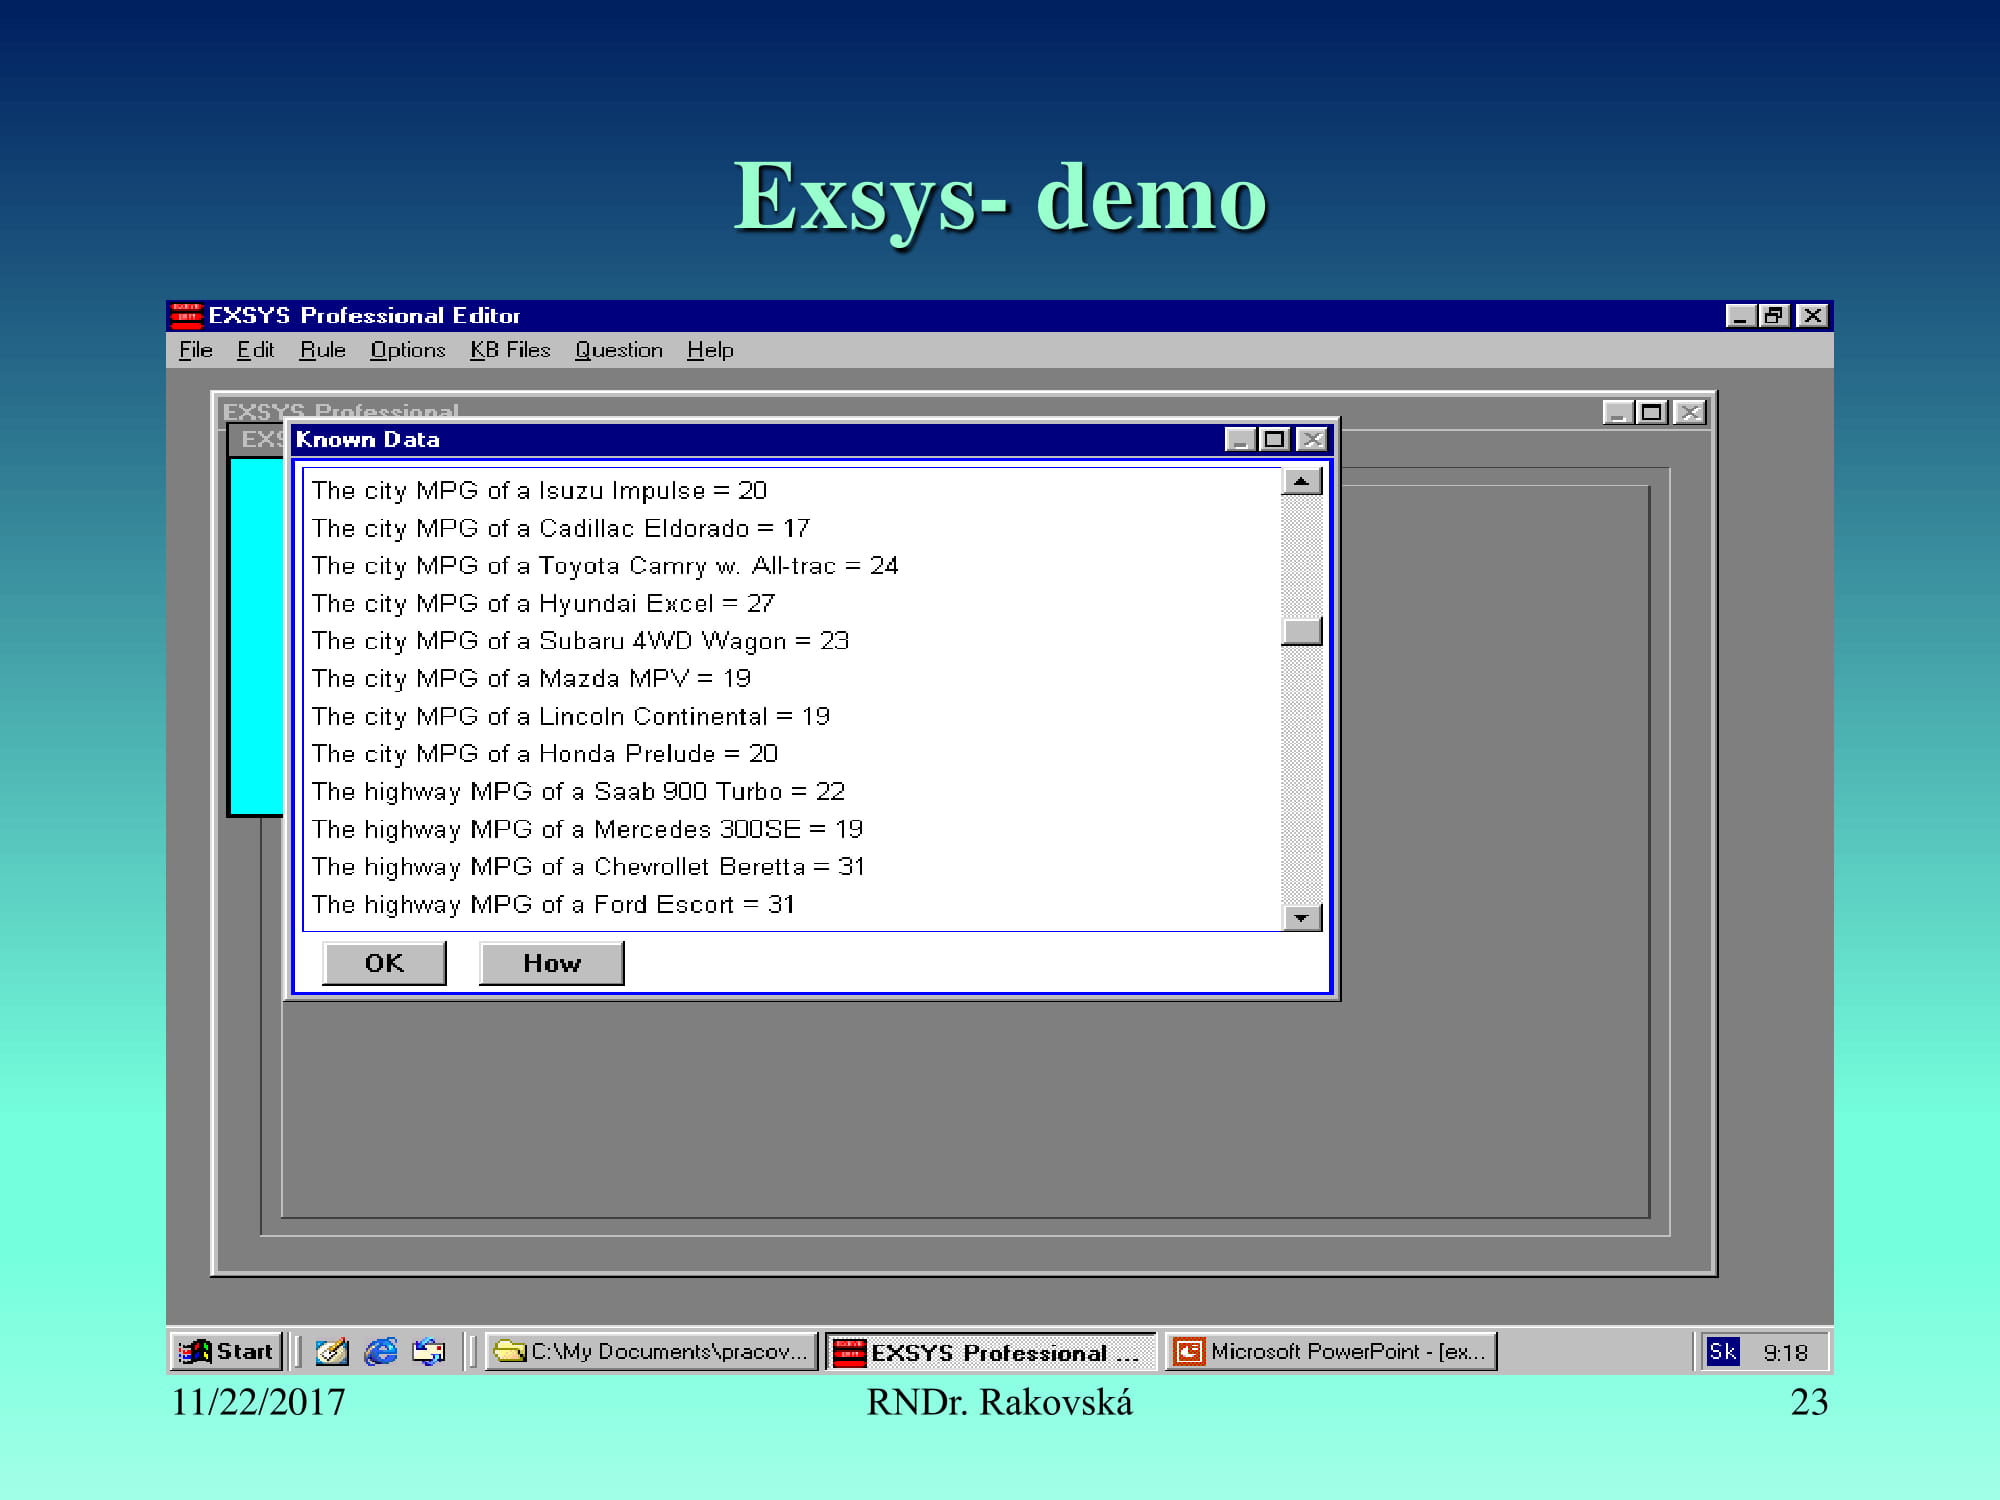 Exsys- demo
EXSYS Professional Editor
File Edit Rule Options KB Files Question Help
EXSYS Professional
EXS
Known Data
The city MPG of a Isuzu Impulse = 20
The city MPG of a Cadillac Eldorado = 17
The city MPG of a Toyota Camry w. All-trac = 24
The city MPG of a Hyundai Excel = 27
The city MPG of a Subaru 4WD Wagon = 23
The city MPG of a Mazda MPV = 19
The city MPG of a Lincoln Continental = 19
The city MPG of a Honda Prelude = 20
The highway MPG of a Saab 900 Turbo = 22
The highway MPG of a Mercedes 300SE = 19
The highway MPG of a Chevrollet Beretta = 31
The highway MPG of a Ford Escort = 31
OK How
Start C:\My Documents\pracov... EXSYS Professional ... Microsoft PowerPoint - [ex... Sk 9:18
11/22/2017 RNDr. Rakovská 23